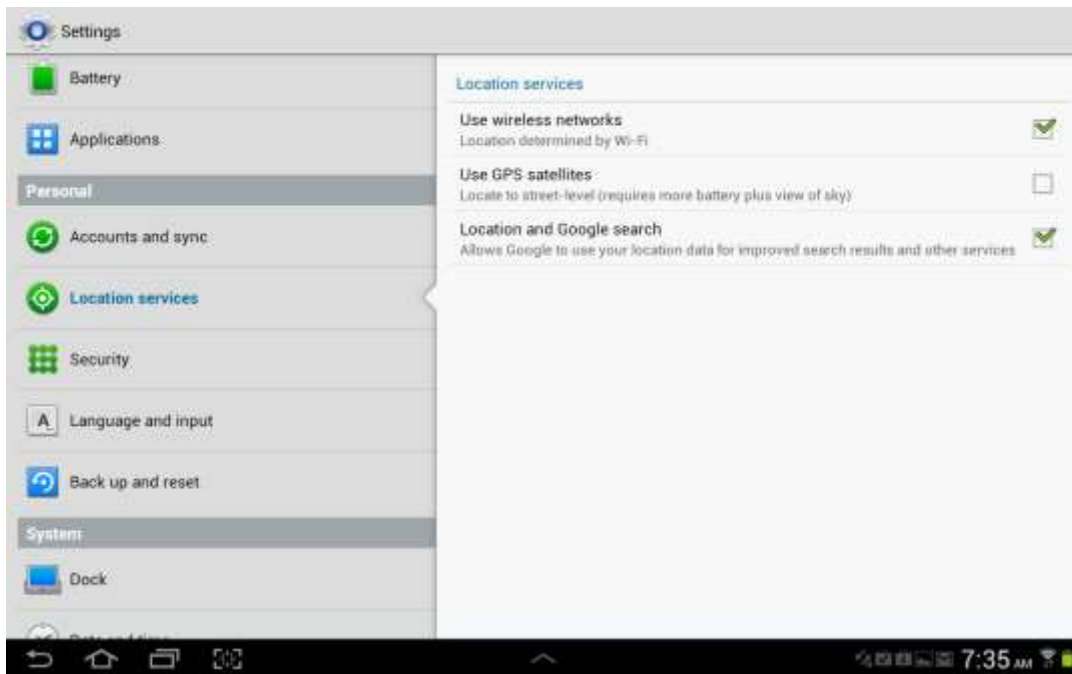 Settings
Battery
Applications
Personal
Accounts and sync
Location services
Security
Language and input
Back up and reset
System
Dock
Date and time
Location services
Use wireless networks
Location determined by Wi-Fi
Use GPS satellites
Locate to street-level (requires more battery plus view of sky)
Location and Google search
Allows Google to use your location data for improved search results and other services
A
7:35 AM